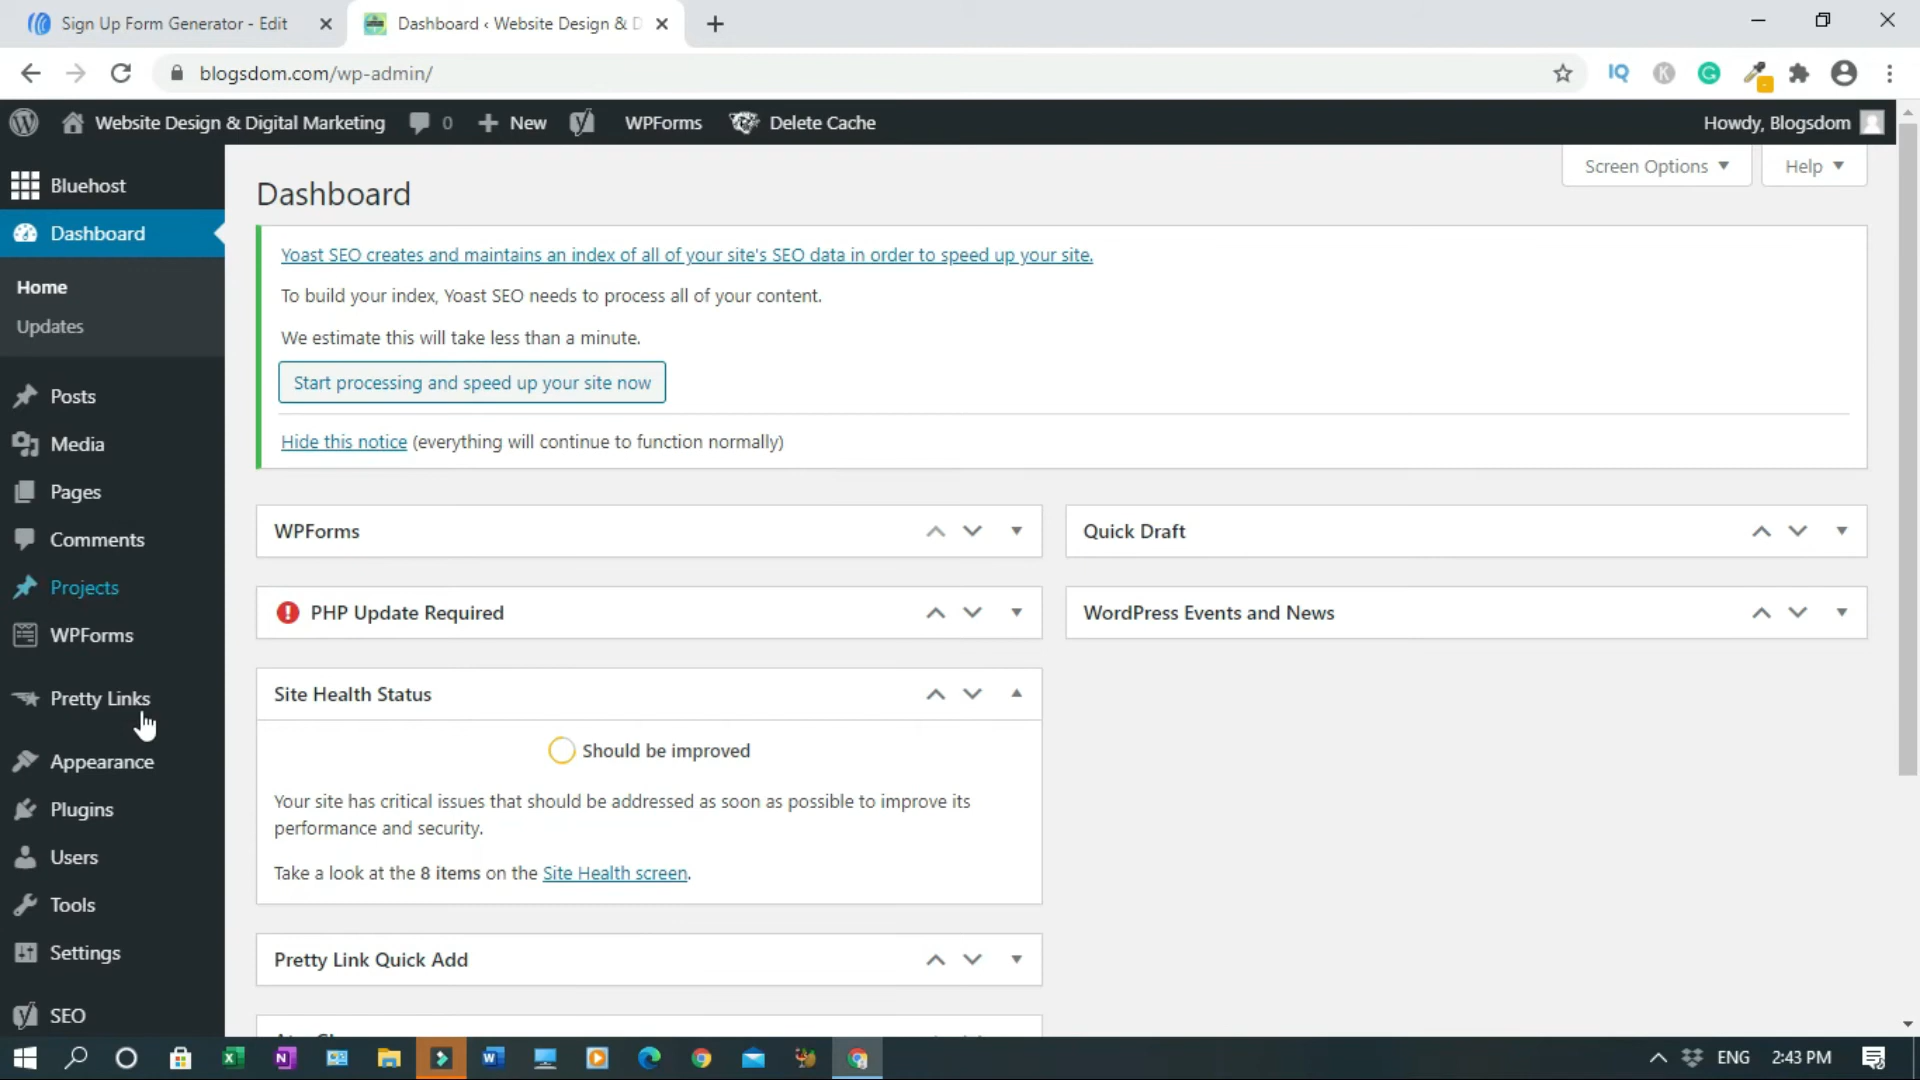 Sign Up Form Generator - Edit
Dashboard ‹ Website Design & D
blogsdom.com/wp-admin/
IQ
Website Design & Digital Marketing
0
New
WPForms
Delete Cache
Howdy, Blogsdom
Screen Options
Help
Bluehost
Dashboard
Home
Updates
Posts
Media
Pages
Comments
Projects
WPForms
Pretty Links
Appearance
Plugins
Users
Tools
Settings
SEO
Dashboard
Yoast SEO creates and maintains an index of all of your site's SEO data in order to speed up your site.
To build your index, Yoast SEO needs to process all of your content.
We estimate this will take less than a minute.
Start processing and speed up your site now
Hide this notice (everything will continue to function normally)
WPForms
PHP Update Required
Site Health Status
Should be improved
Your site has critical issues that should be addressed as soon as possible to improve its
performance and security.
Take a look at the 8 items on the Site Health screen.
Pretty Link Quick Add
Quick Draft
WordPress Events and News
ENG
2:43 PM